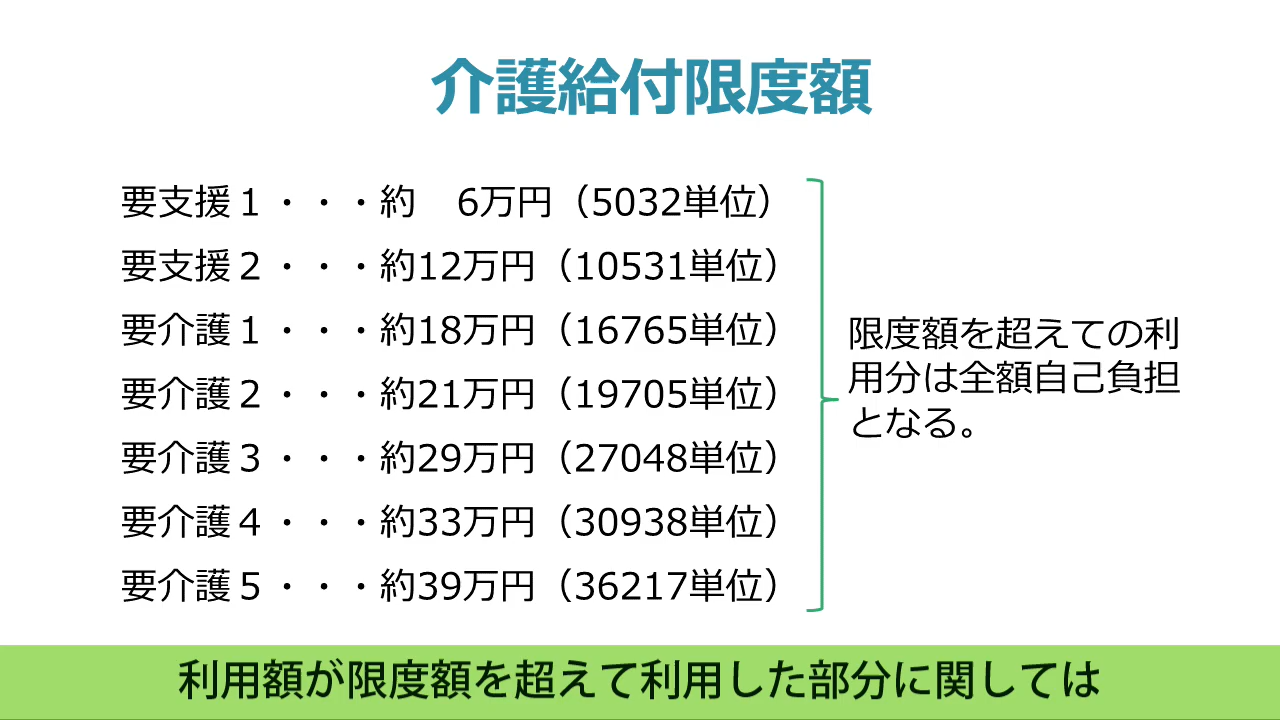 介護給付限度額
要支援１・・・約　6万円（5032単位）
要支援２・・・約12万円（10531単位）
要介護１・・・約18万円（16765単位）
要介護２・・・約21万円（19705単位）
要介護３・・・約29万円（27048単位）
要介護４・・・約33万円（30938単位）
要介護５・・・約39万円（36217単位）
限度額を超えての利
用分は全額自己負担
となる。
利用額が限度額を超えて利用した部分に関しては